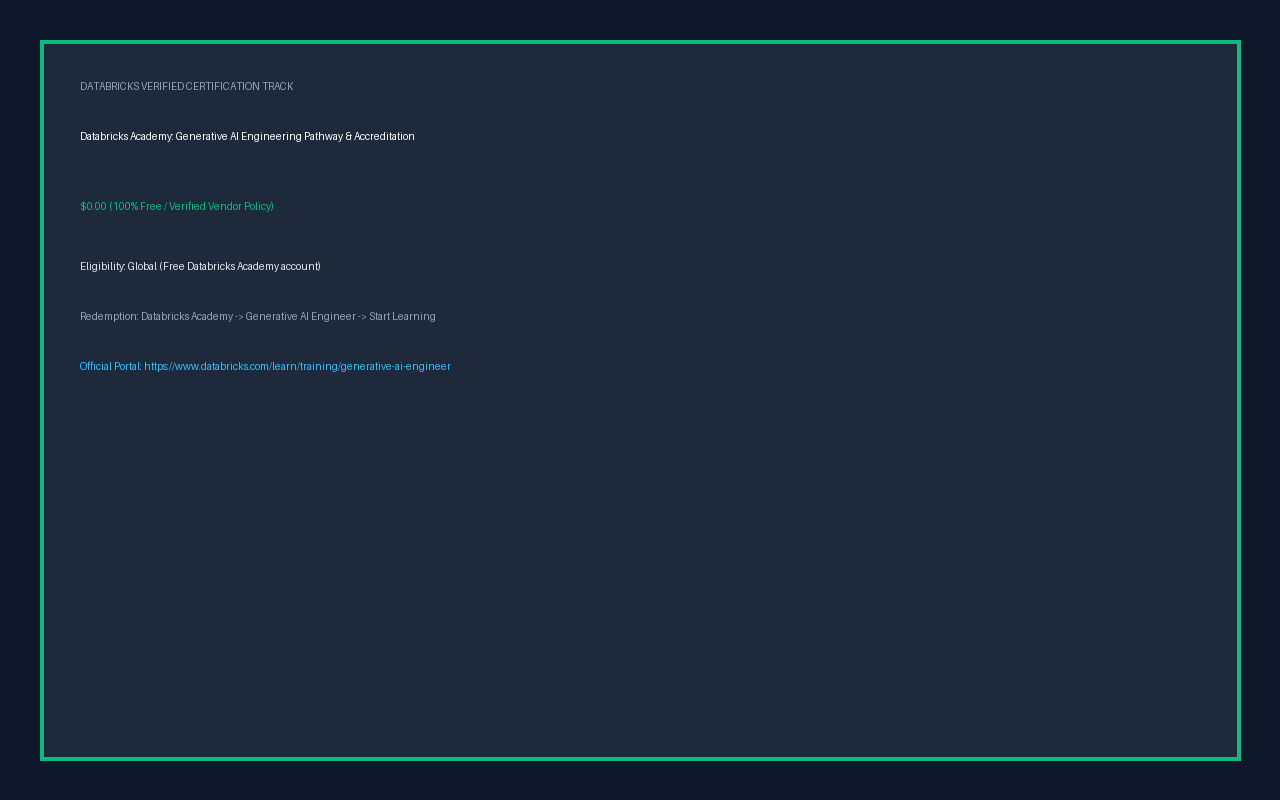 DATABRICKS VERIFIED CERTIFICATION TRACK
Databricks Academy: Generative AI Engineering Pathway & Accreditation
$0.00 (100% Free / Verified Vendor Policy)
Eligibility: Global (Free Databricks Academy account)
Redemption: Databricks Academy -> Generative AI Engineer -> Start Learning
Official Portal: https://www.databricks.com/learn/training/generative-ai-engineer